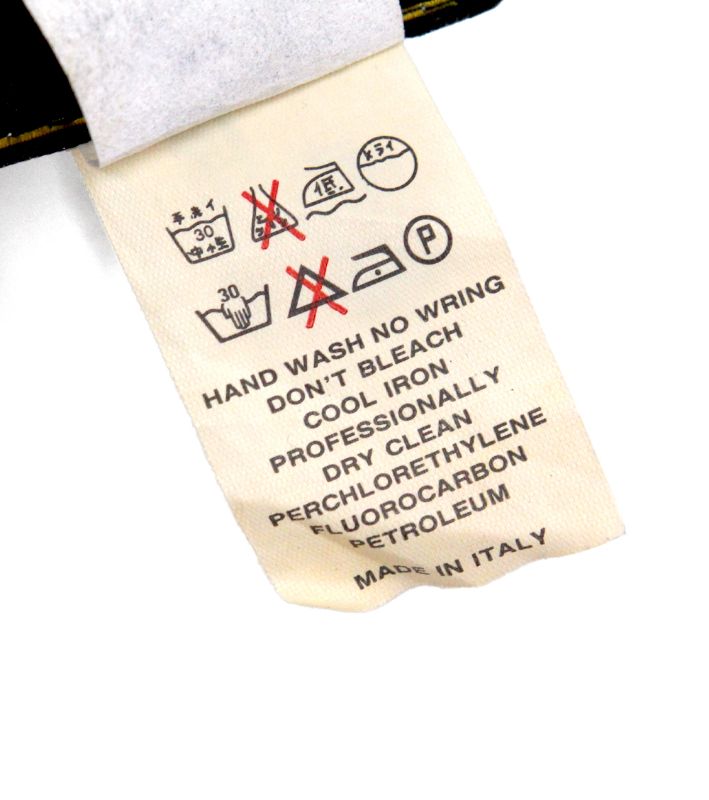 手洗イ
30
中性
低
ドライ
30
P
HAND WASH NO WRING
DON'T BLEACH
COOL IRON
PROFESSIONALLY
DRY CLEAN
PERCHLORETHYLENE
FLUOROCARBON
PETROLEUM
MADE IN ITALY